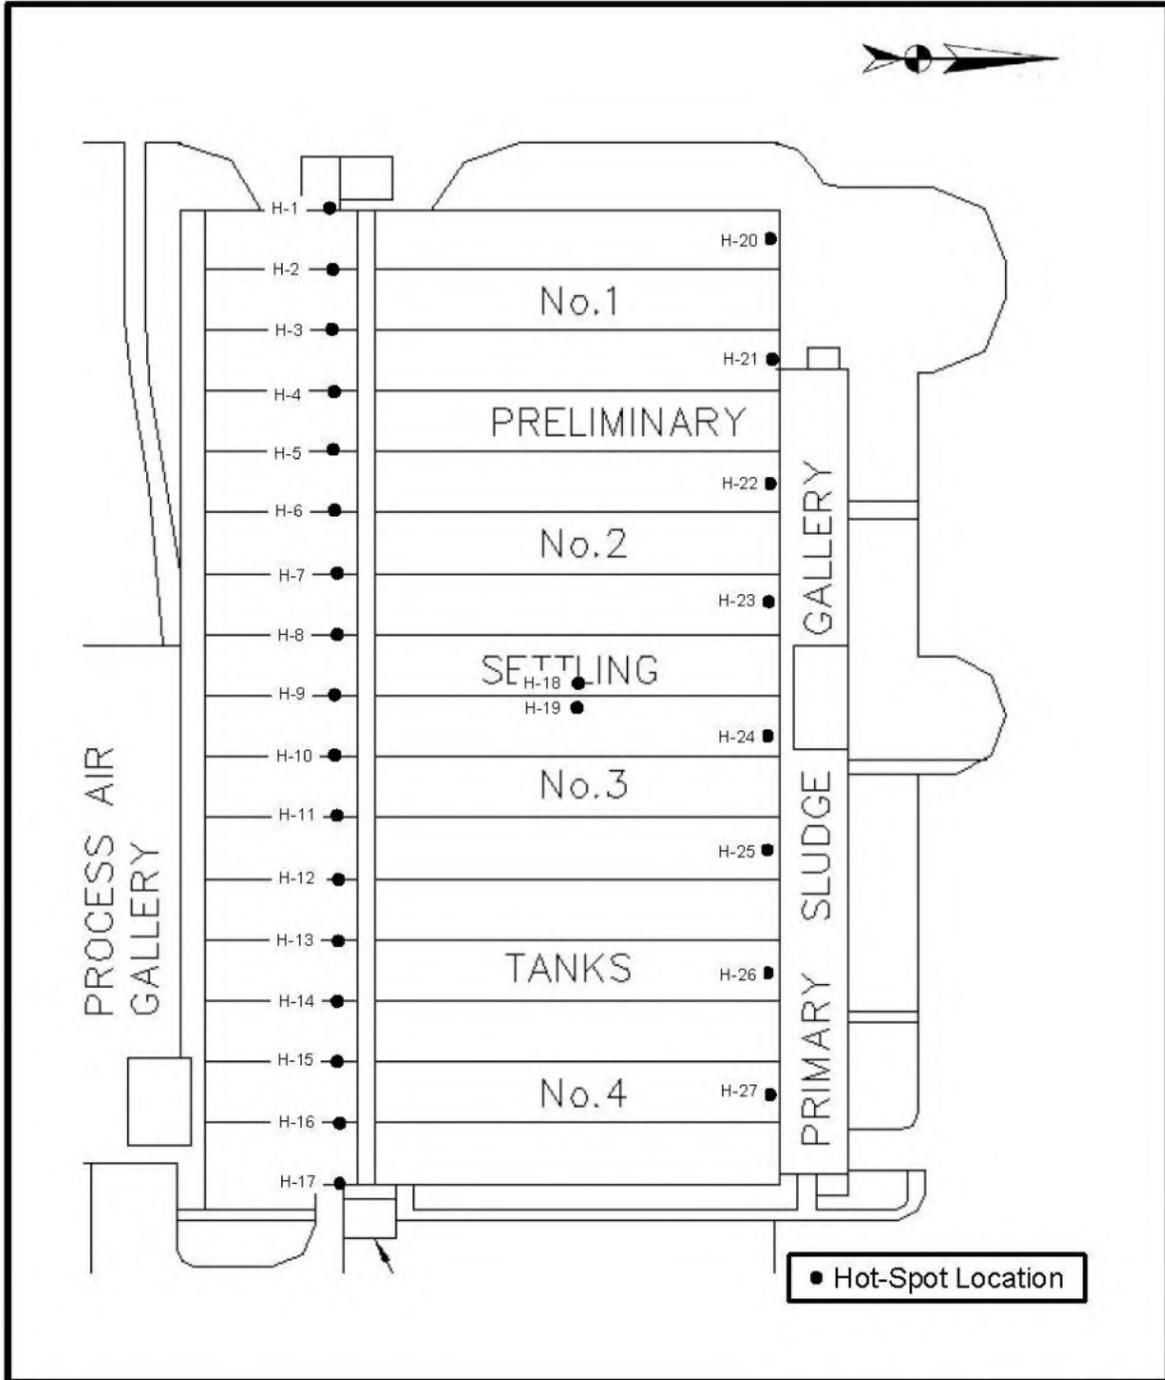 H-1
H-20
H-2
No.1
H-3
H-21
H-4
PRELIMINARY
H-5
H-22
H-6
No.2
H-7
H-23
H-8
SETTLING
H-18
H-9
H-19
H-24
H-10
No.3
H-11
H-25
H-12
H-13
TANKS
H-26
H-14
H-15
No.4
H-27
H-16
H-17
PROCESS AIR
GALLERY
PRIMARY SLUDGE GALLERY
Hot-Spot Location